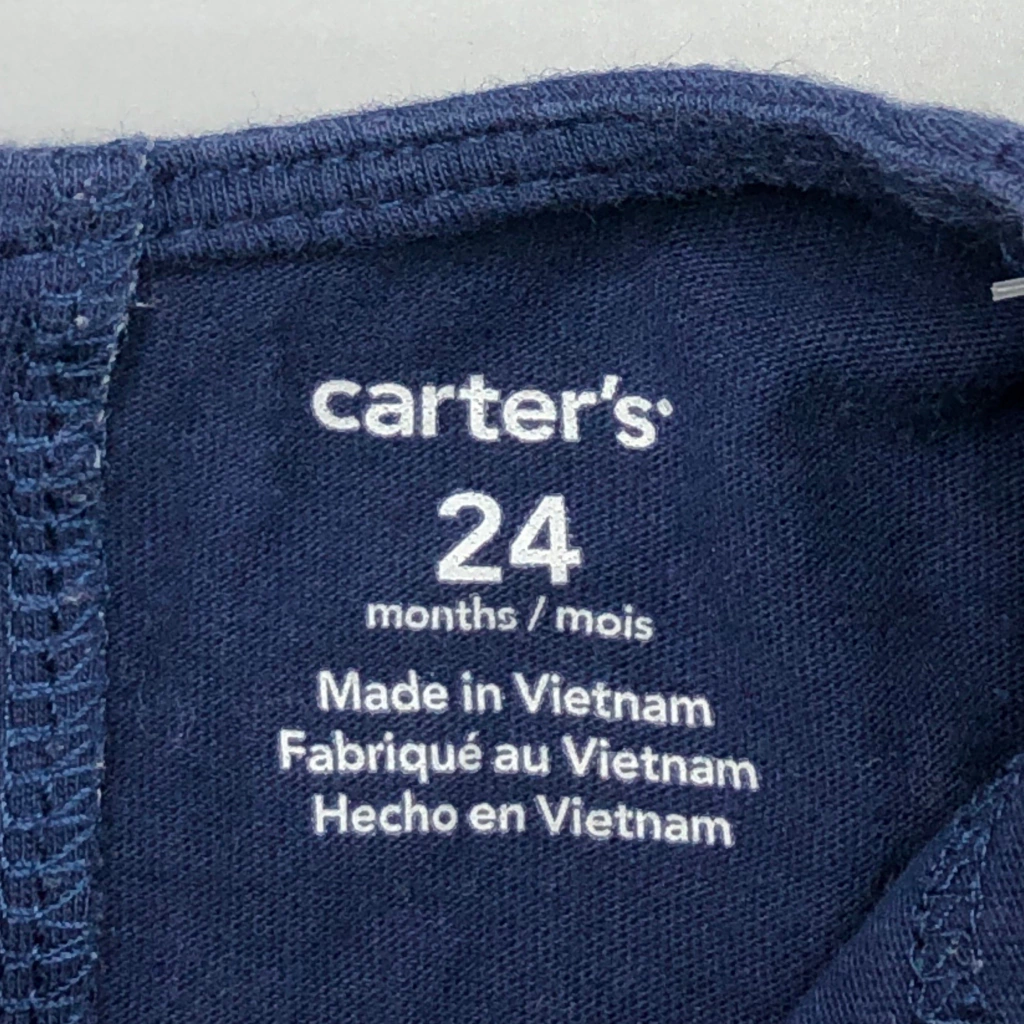 carter's
24
months / mois
Made in Vietnam
Fabriqué au Vietnam
Hecho en Vietnam